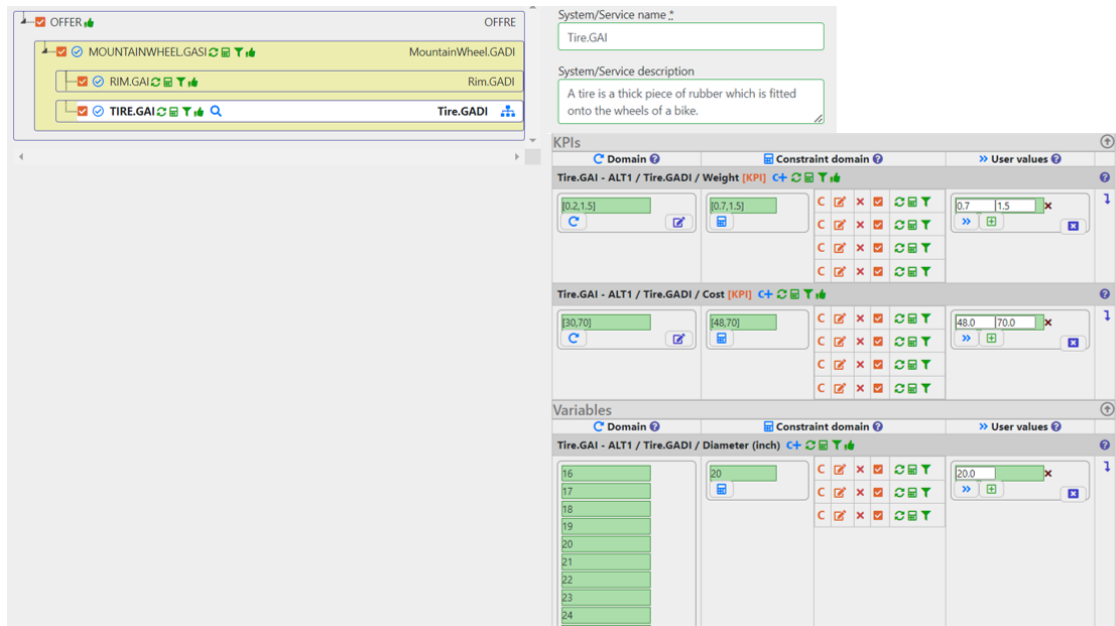 OFFER OFFRE
MOUNTAINWHEEL.GASI MountainWheel.GADI
RIM.GAI Rim.GADI
TIRE.GAI Tire.GADI
System/Service name *
Tire.GAI
System/Service description
A tire is a thick piece of rubber which is fitted
onto the wheels of a bike.
KPIs
Domain Constraint domain User values
Tire.GAI - ALT1 / Tire.GADI / Weight [KPI] C+
[0.2,1.5] [0.7,1.5] C 0.7 1.5
C
C
C
Tire.GAI - ALT1 / Tire.GADI / Cost [KPI] C+
[30,70] [48,70] C 48.0 70.0
C
C
C
Variables
Domain Constraint domain User values
Tire.GAI - ALT1 / Tire.GADI / Diameter (inch) C+
16 20 C 20.0
17 C
18 C
19
20
21
22
23
24